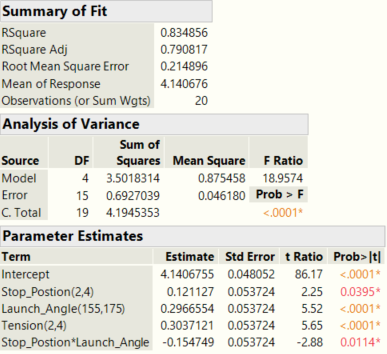 Summary of Fit
RSquare 0.834856
RSquare Adj 0.790817
Root Mean Square Error 0.214896
Mean of Response 4.140676
Observations (or Sum Wgts) 20
Analysis of Variance
Sum of
Source DF Squares Mean Square F Ratio
Model 4 3.5018314 0.875458 18.9574
Error 15 0.6927039 0.046180 Prob > F
C. Total 19 4.1945353 <.0001*
Parameter Estimates
Term Estimate Std Error t Ratio Prob>|t|
Intercept 4.1406755 0.048052 86.17 <.0001*
Stop_Postion(2,4) 0.121127 0.053724 2.25 0.0395*
Launch_Angle(155,175) 0.2966554 0.053724 5.52 <.0001*
Tension(2,4) 0.3037121 0.053724 5.65 <.0001*
Stop_Postion*Launch_Angle -0.154749 0.053724 -2.88 0.0114*